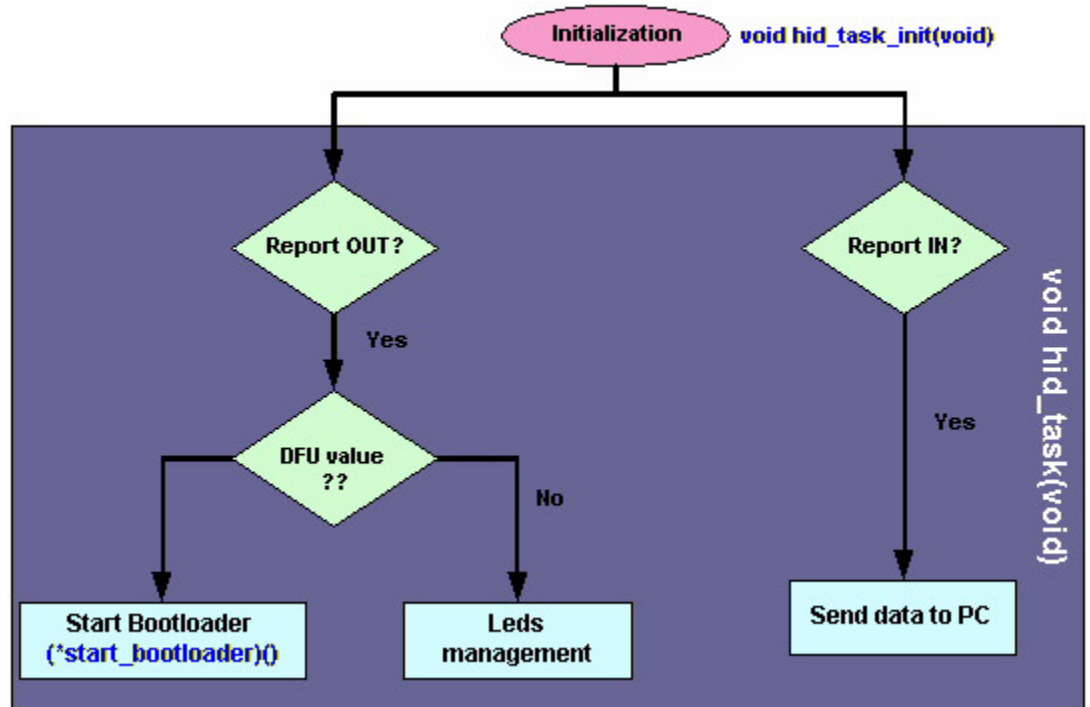 Initialization
void hid_task_init(void)
Report OUT?
Report IN?
Yes
Yes
DFU value
??
No
Start Bootloader
(*start_bootloader)()
Leds
management
Send data to PC
void hid_task(void)